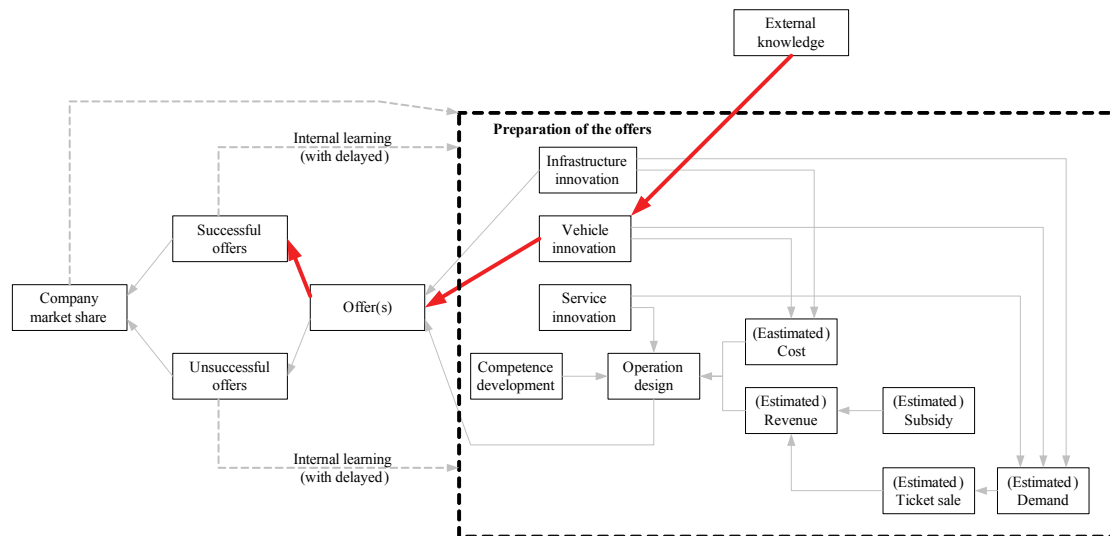 External
knowledge
Preparation of the offers
Internal learning
(with delayed )
Infrastructure
innovation
Successful
offers
Vehicle
innovation
Company
market share
Offer(s)
Service
innovation
(Eastimated )
Cost
Unsuccessful
offers
Competence
development
Operation
design
(Estimated )
Revenue
(Estimated )
Subsidy
Internal learning
(with delayed )
(Estimated )
Ticket sale
(Estimated )
Demand